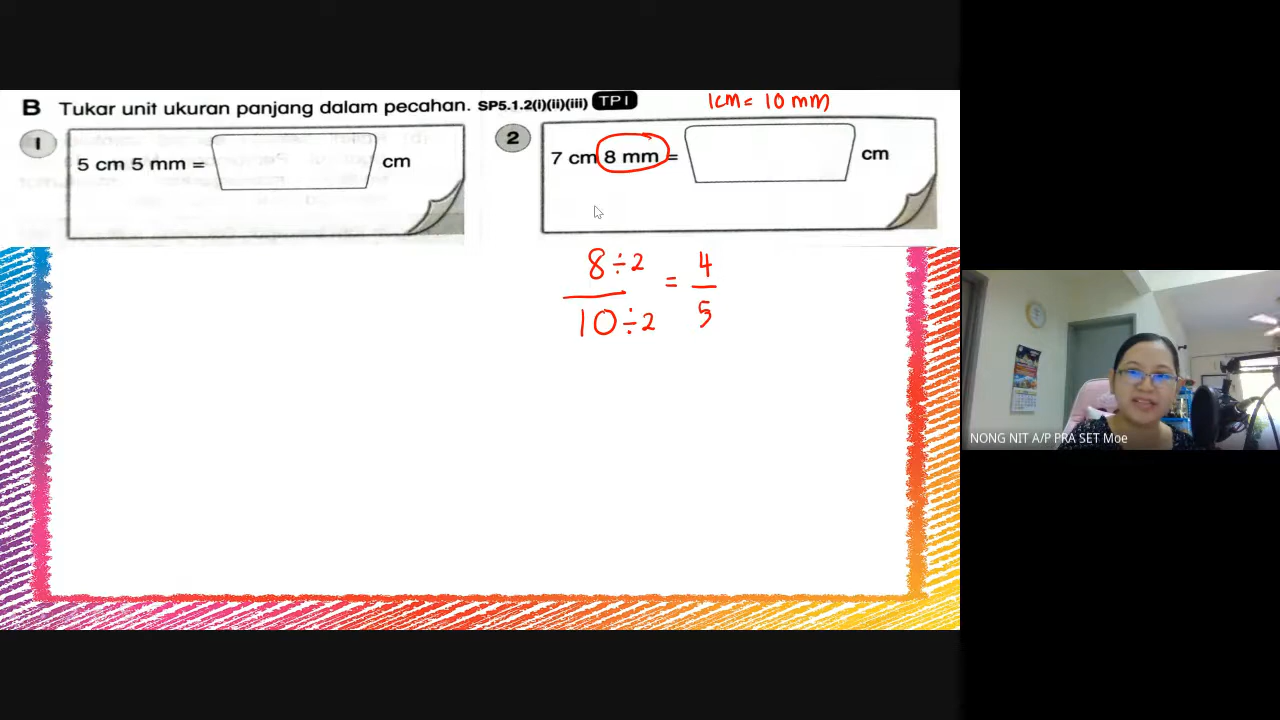 B Tukar unit ukuran panjang dalam pecahan. SP5.1.2(i)(ii)(iii) TP1
1cm = 10 mm
1 5 cm 5 mm = cm
2 7 cm 8 mm = cm
8 ÷ 2 = 4
10 ÷ 2 5
NONG NIT A/P PRA SET Moe